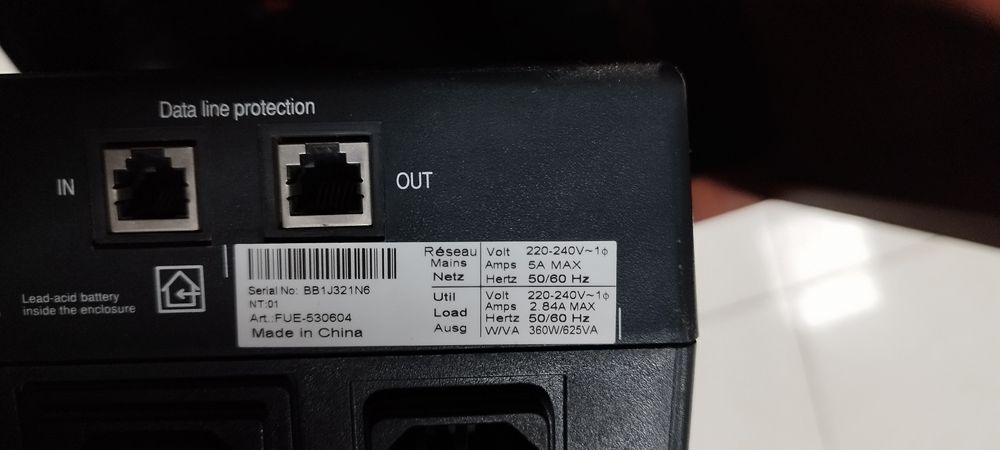 Data line protection
IN
OUT
Lead-acid battery
inside the enclosure
Serial No: BB1J321N6
NT:01
Art.:FUE-530604
Made in China
Réseau Volt 220-240V~1ϕ
Mains Amps 5A MAX
Netz Hertz 50/60 Hz
Util Volt 220-240V~1ϕ
Load Amps 2.84A MAX
Hertz 50/60 Hz
Ausg W/VA 360W/625VA